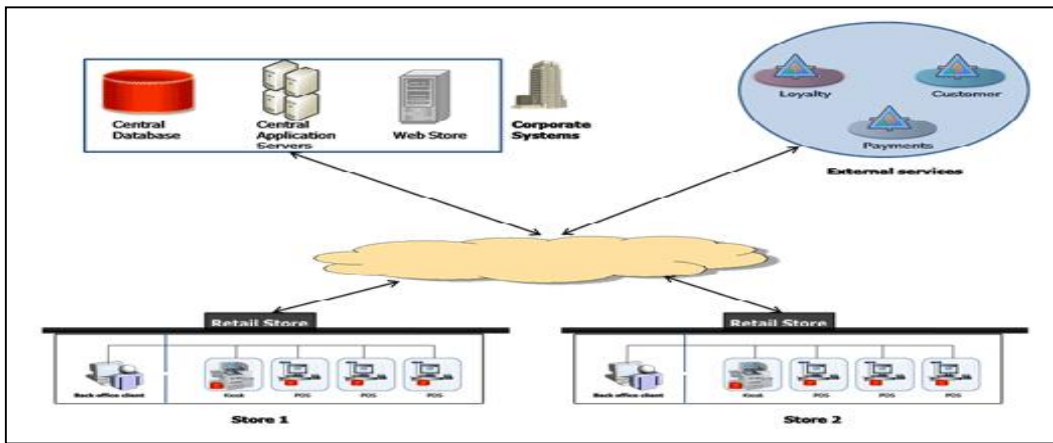 Central
Database
Central
Application
Servers
Web Store
Corporate
Systems
Loyalty
Customer
Payments
External services
Retail Store
Back office client
Kiosk
POS
POS
POS
Store 1
Retail Store
Back office client
Kiosk
POS
POS
POS
Store 2